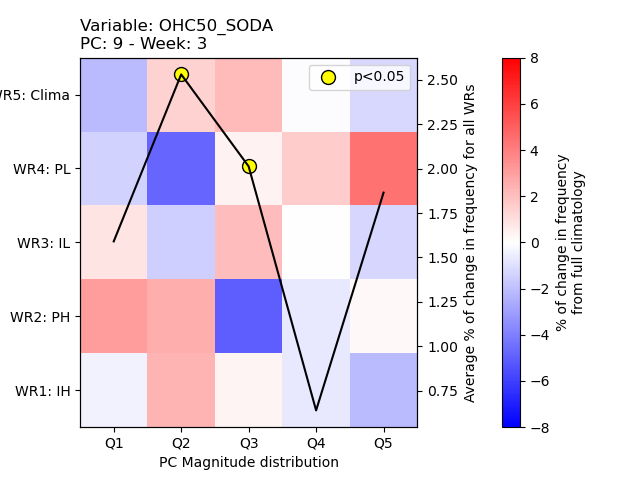 Variable: OHC50_SODA
PC: 9 - Week: 3
p<0.05
WR5: Clima
WR4: PL
WR3: IL
WR2: PH
WR1: IH
Q1 Q2 Q3 Q4 Q5
PC Magnitude distribution
2.50
2.25
2.00
1.75
1.50
1.25
1.00
0.75
Average % of change in frequency for all WRs
8
6
4
2
0
−2
−4
−6
−8
% of change in frequency
from full climatology